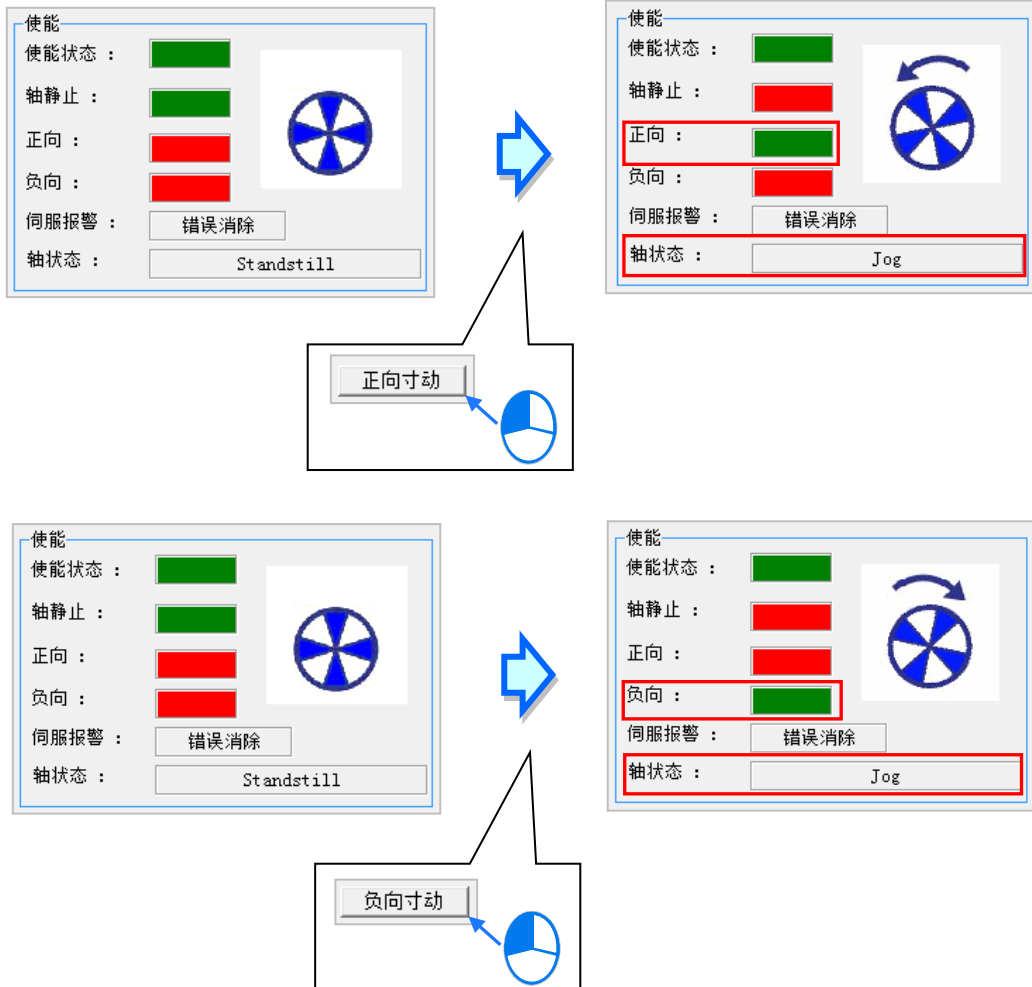 使能
使能状态 :
轴静止 :
正向 :
负向 :
伺服报警 : 错误消除
轴状态 : Standstill
使能
使能状态 :
轴静止 :
正向 :
负向 :
伺服报警 : 错误消除
轴状态 : Jog
正向寸动
使能
使能状态 :
轴静止 :
正向 :
负向 :
伺服报警 : 错误消除
轴状态 : Standstill
使能
使能状态 :
轴静止 :
正向 :
负向 :
伺服报警 : 错误消除
轴状态 : Jog
负向寸动